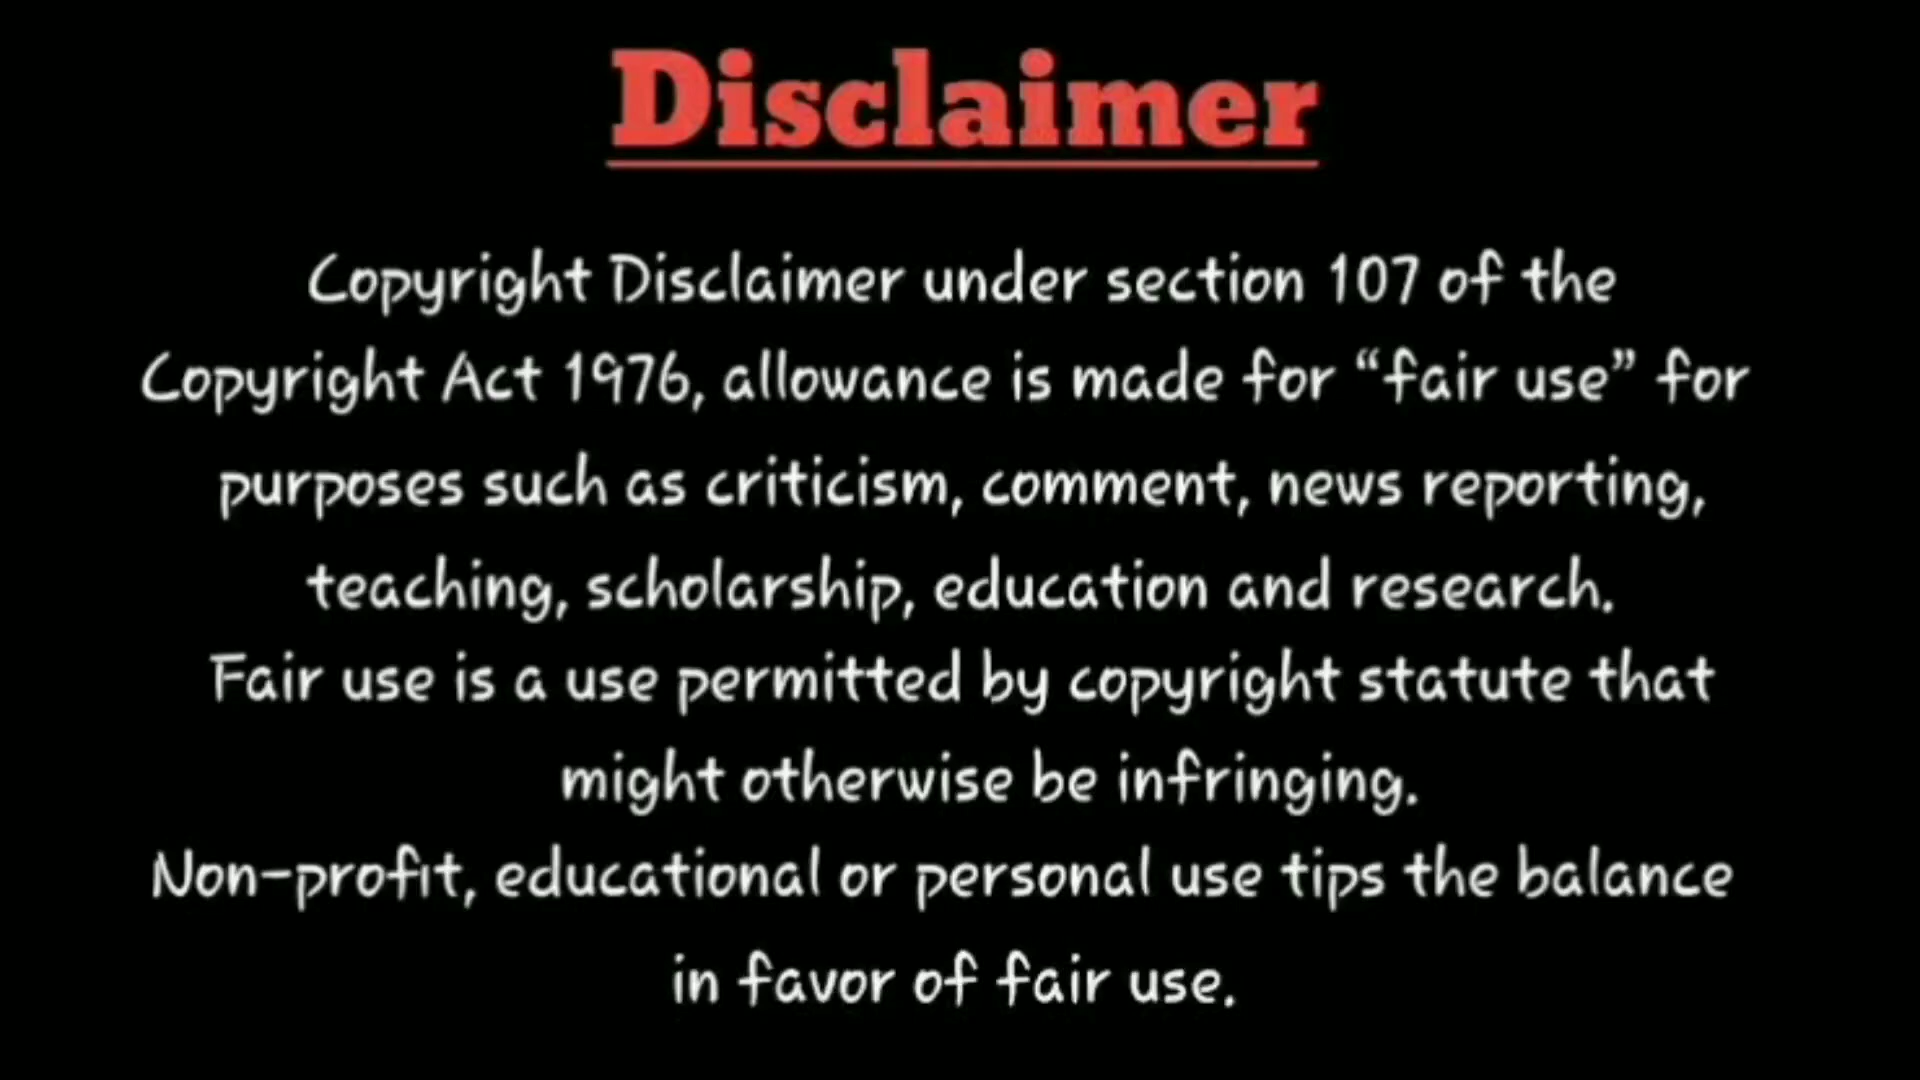 Disclaimer
Copyright Disclaimer under section 107 of the
Copyright Act 1976, allowance is made for “fair use” for
purposes such as criticism, comment, news reporting,
teaching, scholarship, education and research.
Fair use is a use permitted by copyright statute that
might otherwise be infringing.
Non-profit, educational or personal use tips the balance
in favor of fair use.